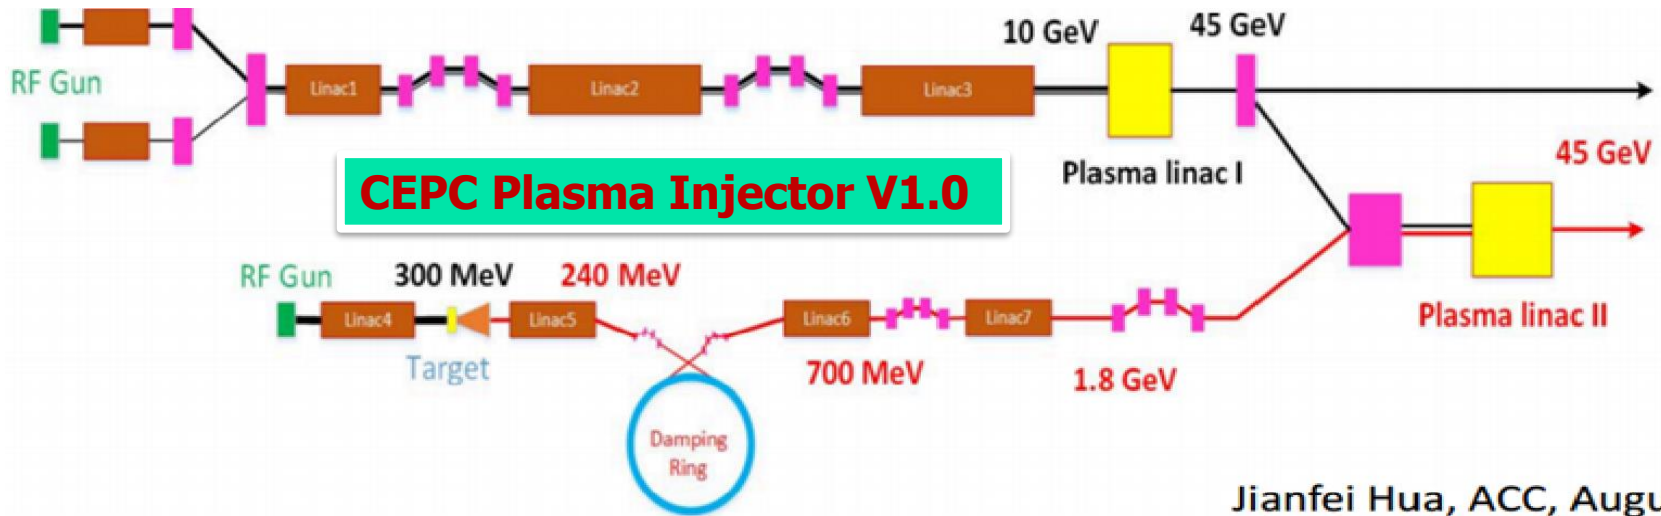 10 GeV
45 GeV
RF Gun
Linac1
Linac2
Linac3
45 GeV
Plasma linac I
CEPC Plasma Injector V1.0
RF Gun
300 MeV
240 MeV
Linac4
Linac5
Linac6
Linac7
Plasma linac II
Target
700 MeV
1.8 GeV
Damping
Ring
Jianfei Hua, ACC, Augu